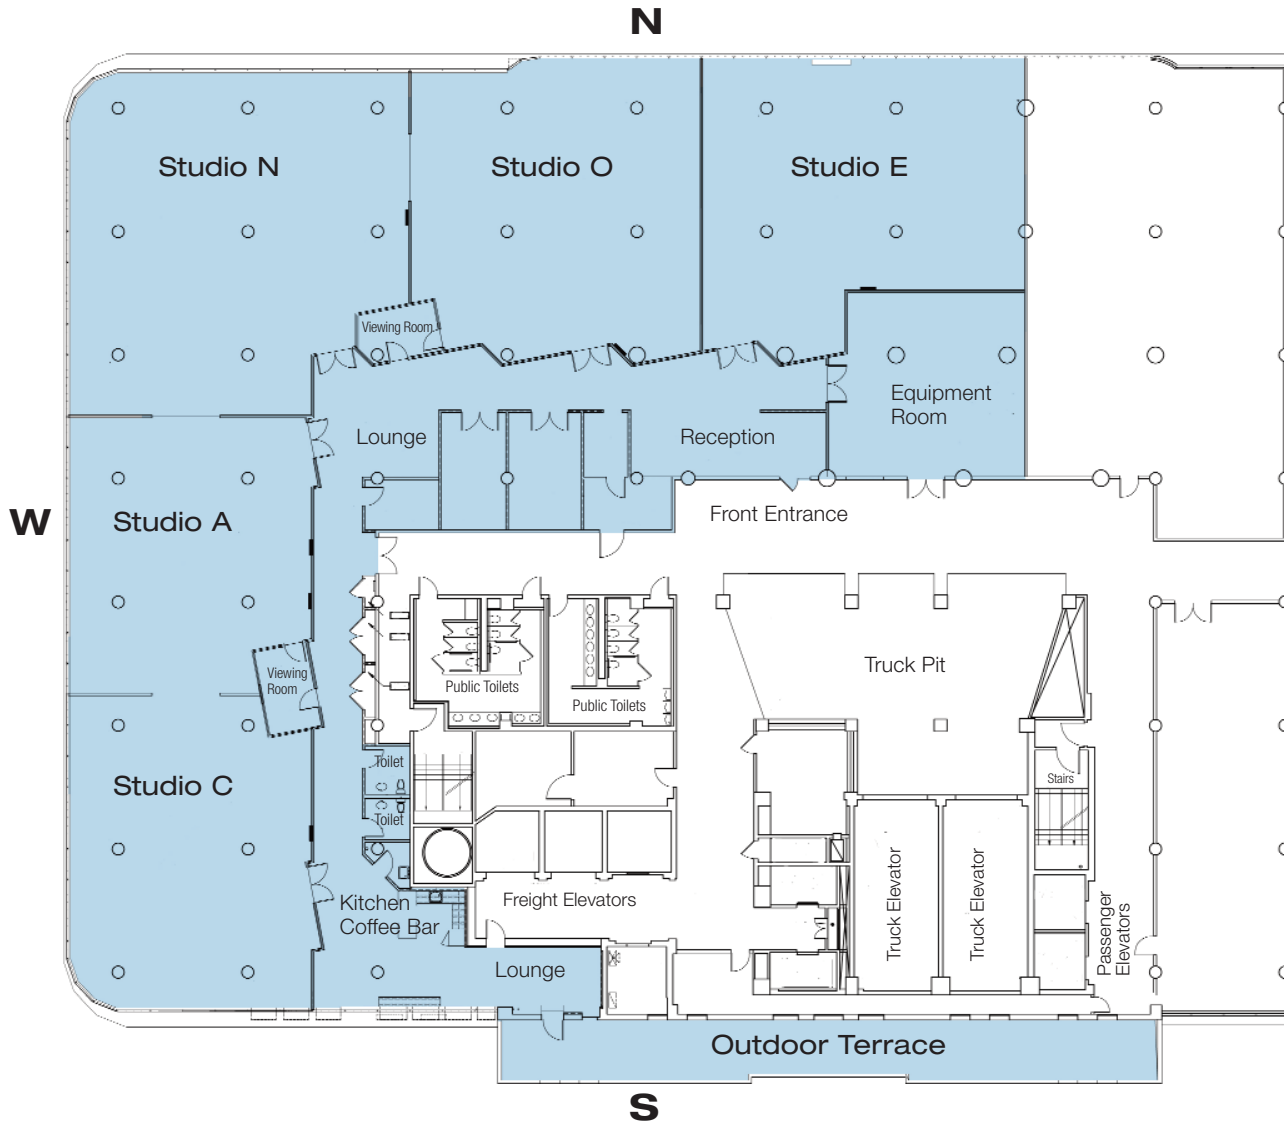 N
Studio N
Studio O
Studio E
Viewing Room
Equipment
Room
Lounge
Reception
W
Studio A
Front Entrance
Viewing
Room
Truck Pit
Public Toilets
Public Toilets
Studio C
Toilet
Stairs
Toilet
Kitchen
Coffee Bar
Freight Elevators
Truck Elevator
Truck Elevator
Passenger
Elevators
Lounge
Outdoor Terrace
S